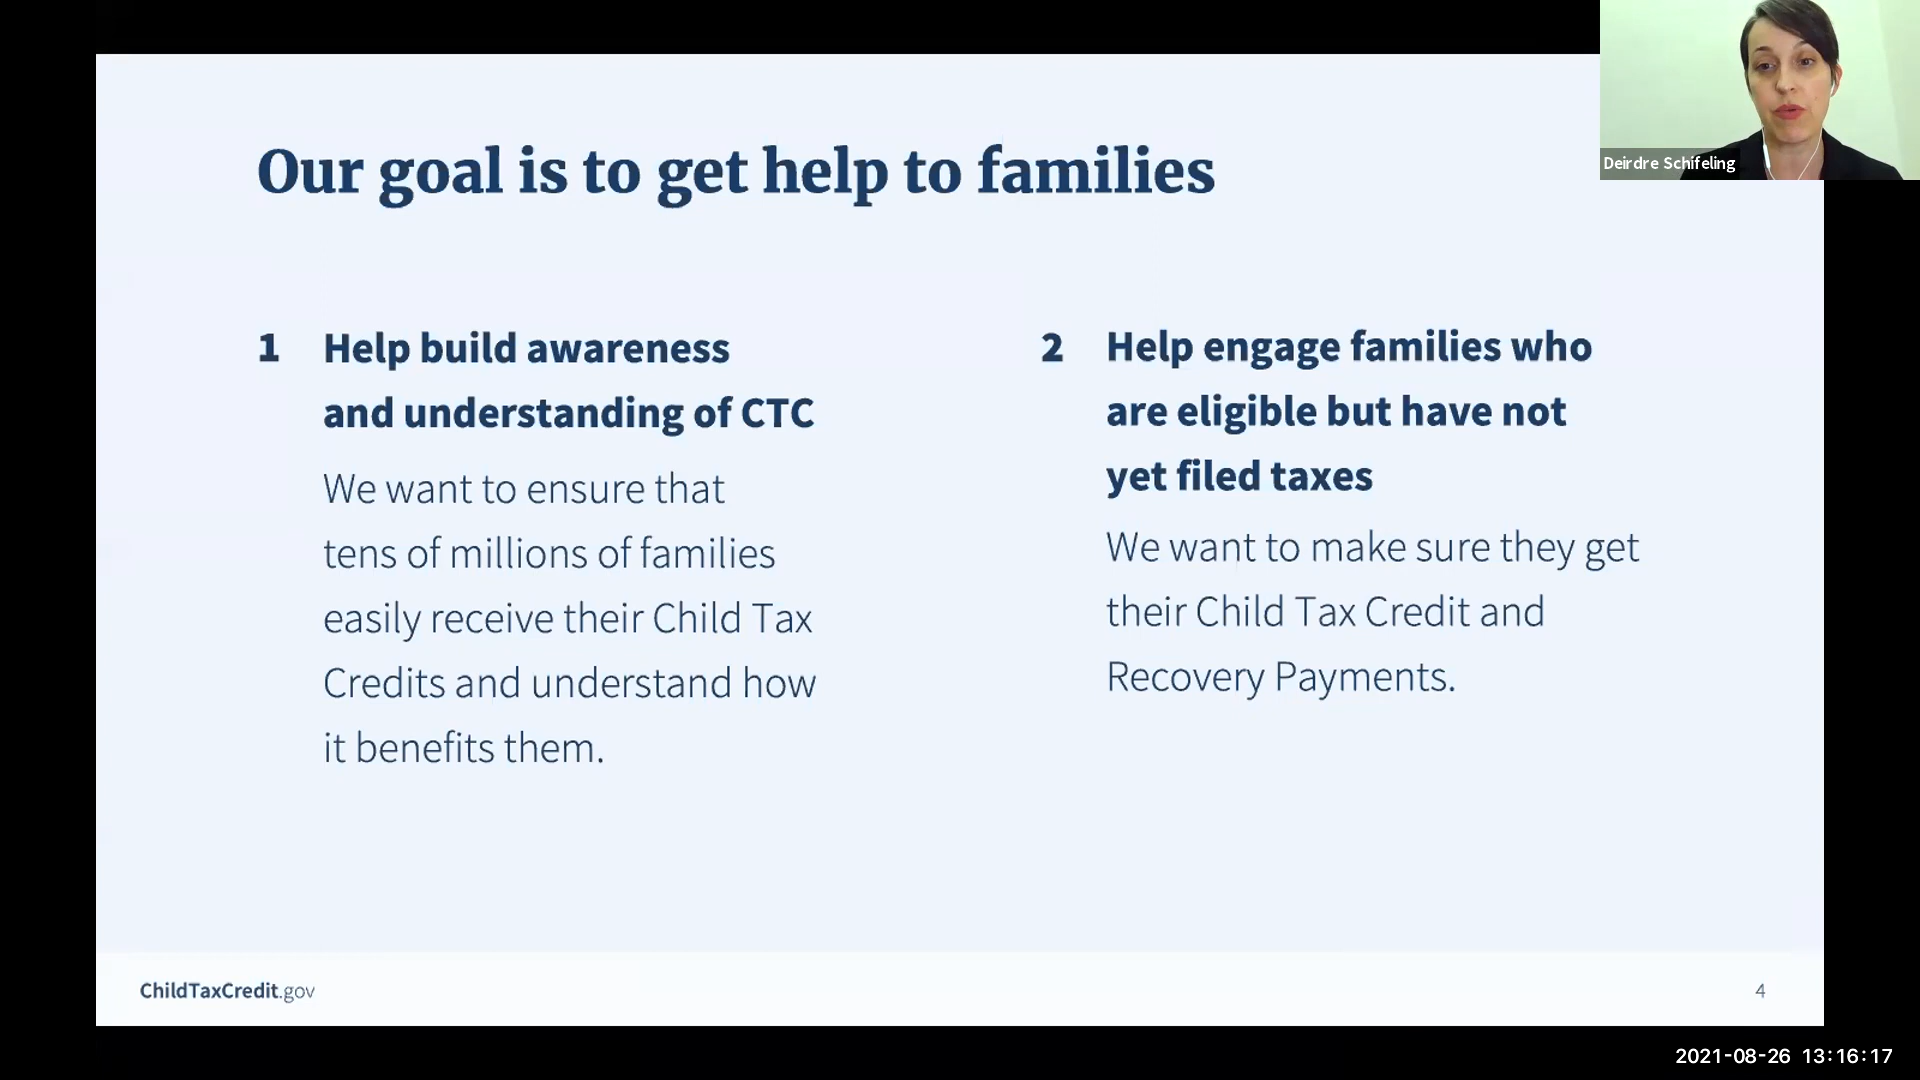 Our goal is to get help to families
Deirdre Schifeling
1 Help build awareness
and understanding of CTC
We want to ensure that
tens of millions of families
easily receive their Child Tax
Credits and understand how
it benefits them.
2 Help engage families who
are eligible but have not
yet filed taxes
We want to make sure they get
their Child Tax Credit and
Recovery Payments.
ChildTaxCredit.gov
4
2021-08-26 13:16:17